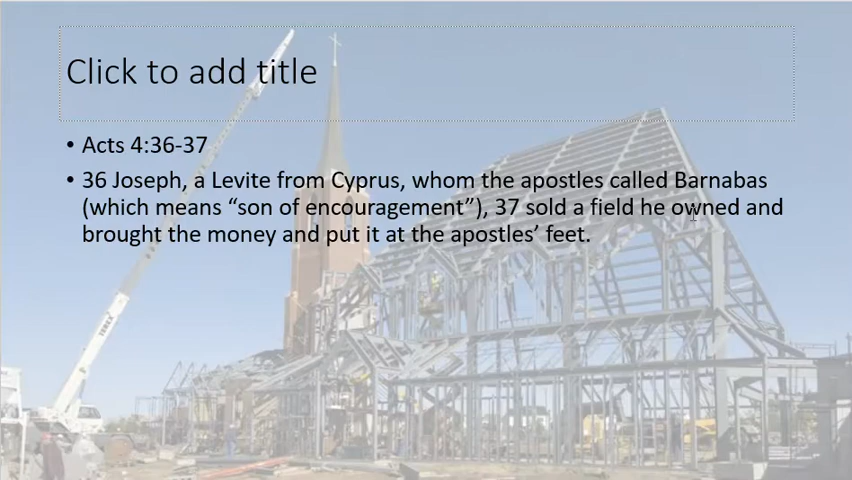 Click to add title
• Acts 4:36-37
• 36 Joseph, a Levite from Cyprus, whom the apostles called Barnabas
(which means “son of encouragement”), 37 sold a field he owned and
brought the money and put it at the apostles’ feet.
TEREX